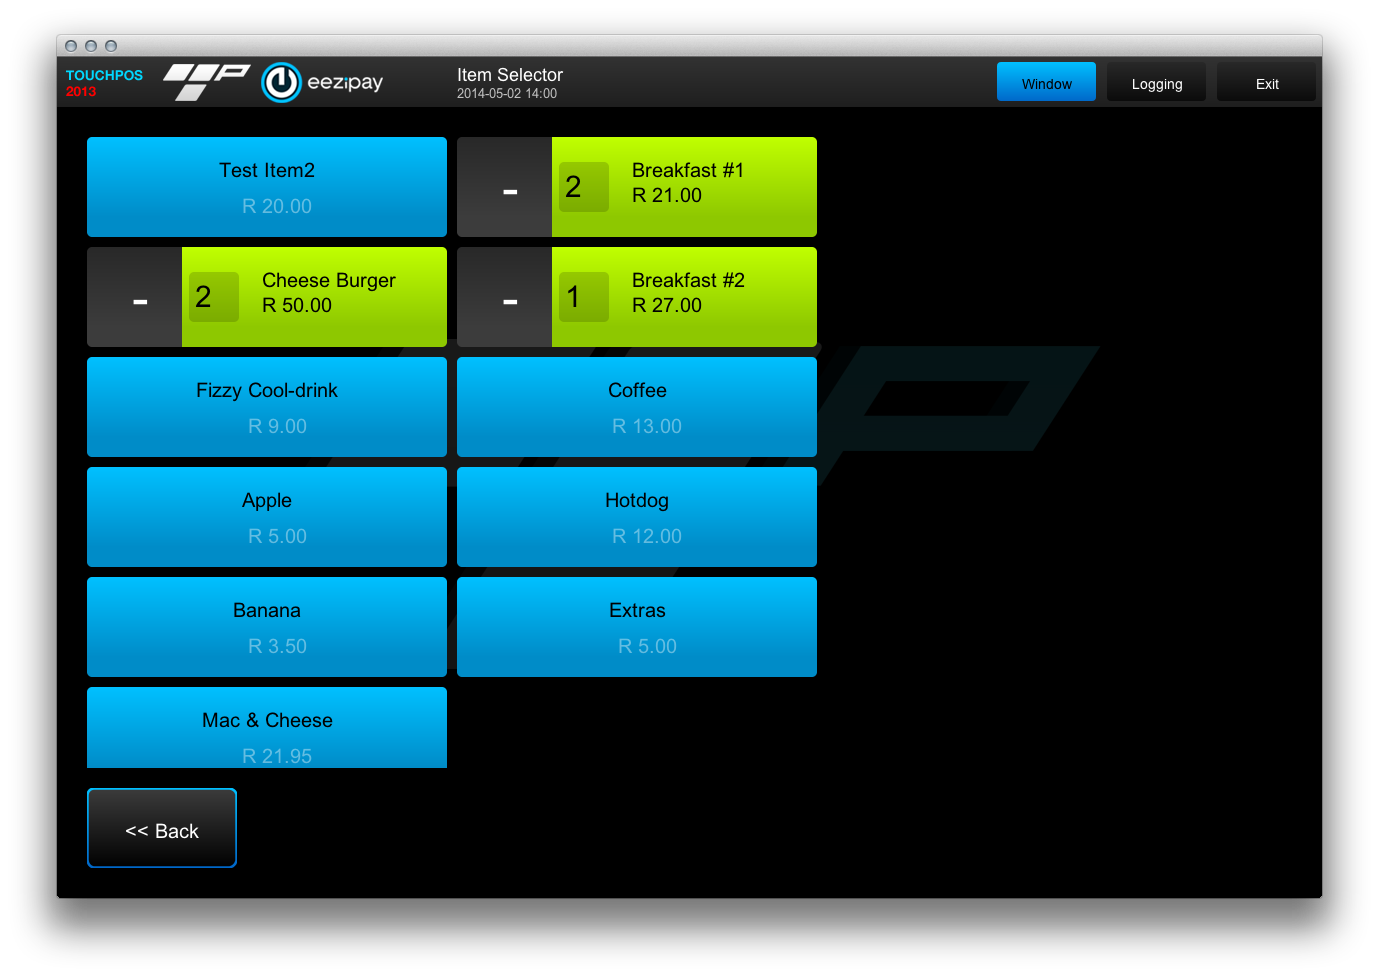 TOUCHPOS
2013
eezipay
Item Selector
2014-05-02 14:00
Window
Logging
Exit
Test Item2
R 20.00
-
2
Breakfast #1
R 21.00
-
2
Cheese Burger
R 50.00
-
1
Breakfast #2
R 27.00
Fizzy Cool-drink
R 9.00
Coffee
R 13.00
Apple
R 5.00
Hotdog
R 12.00
Banana
R 3.50
Extras
R 5.00
Mac & Cheese
R 21.95
<< Back